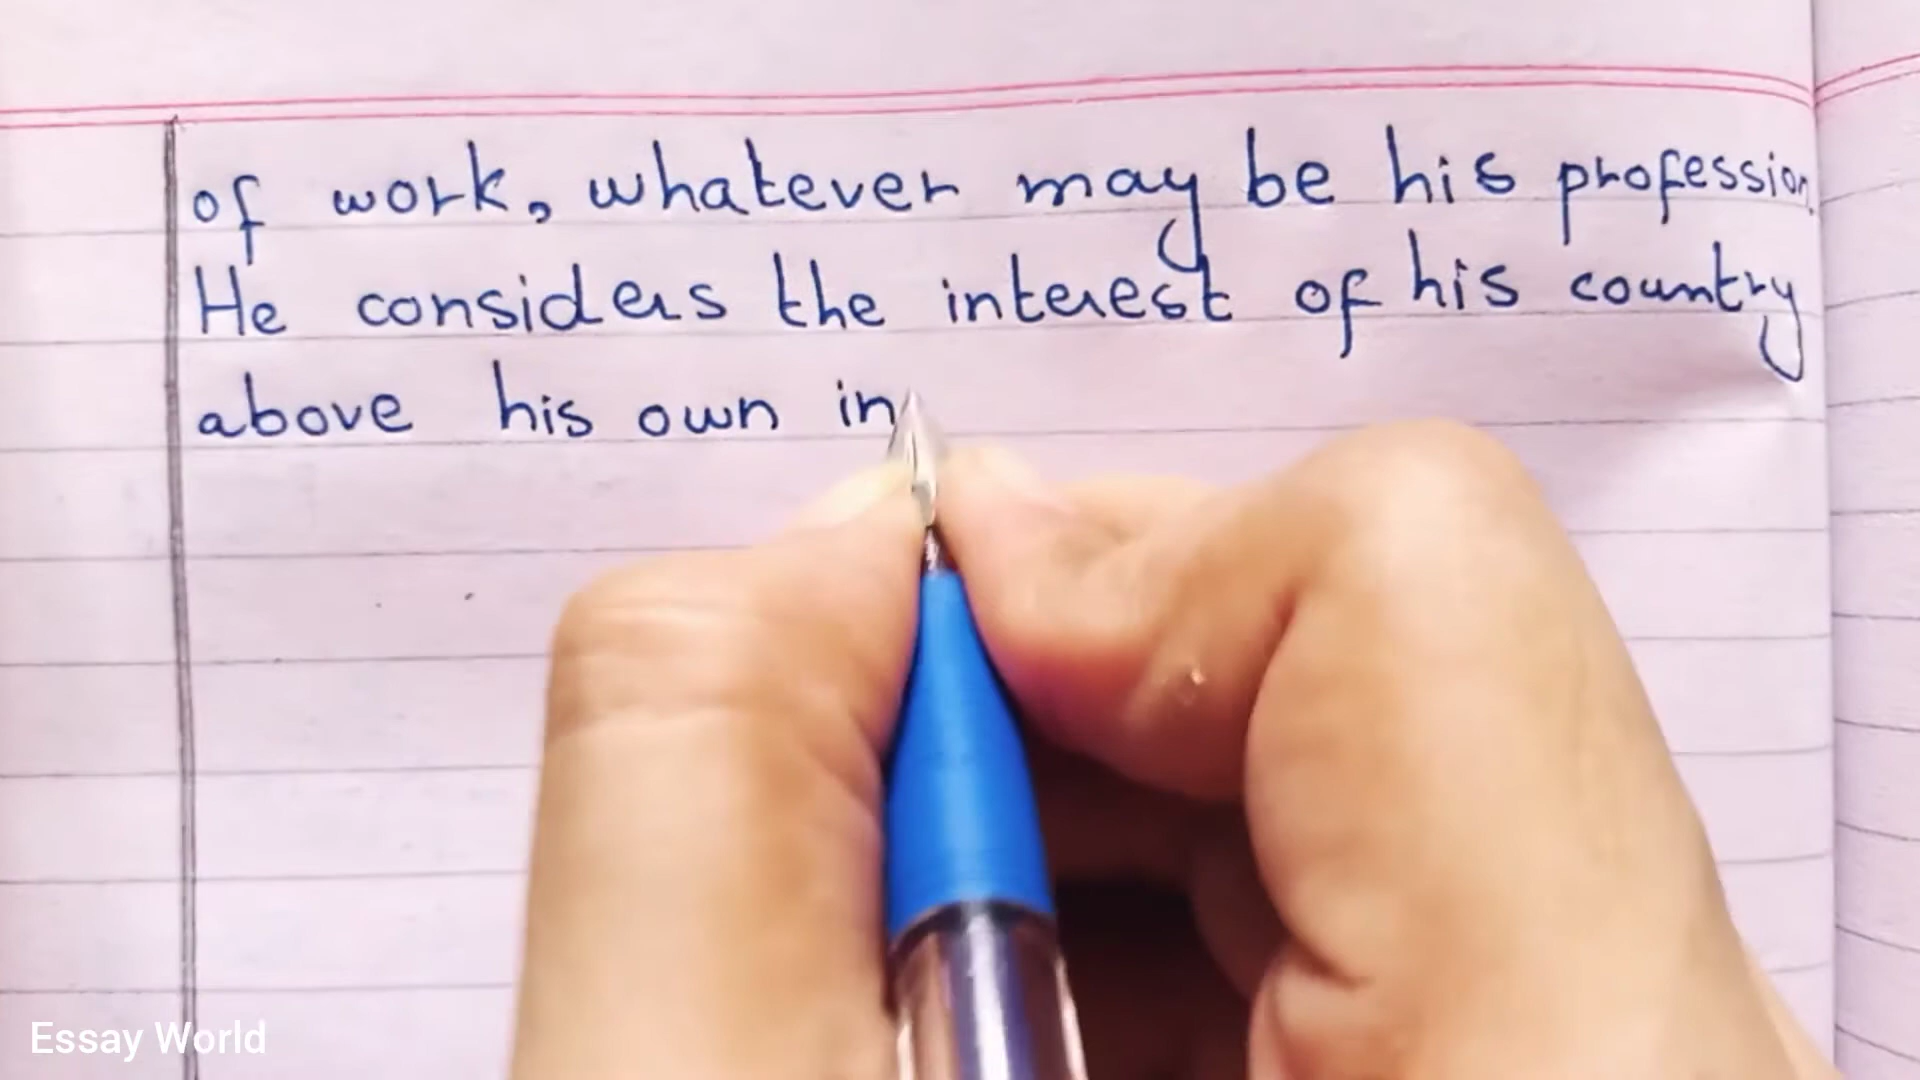 of work, whatever may be his profession.
He considers the interest of his country
above his own in
Essay World